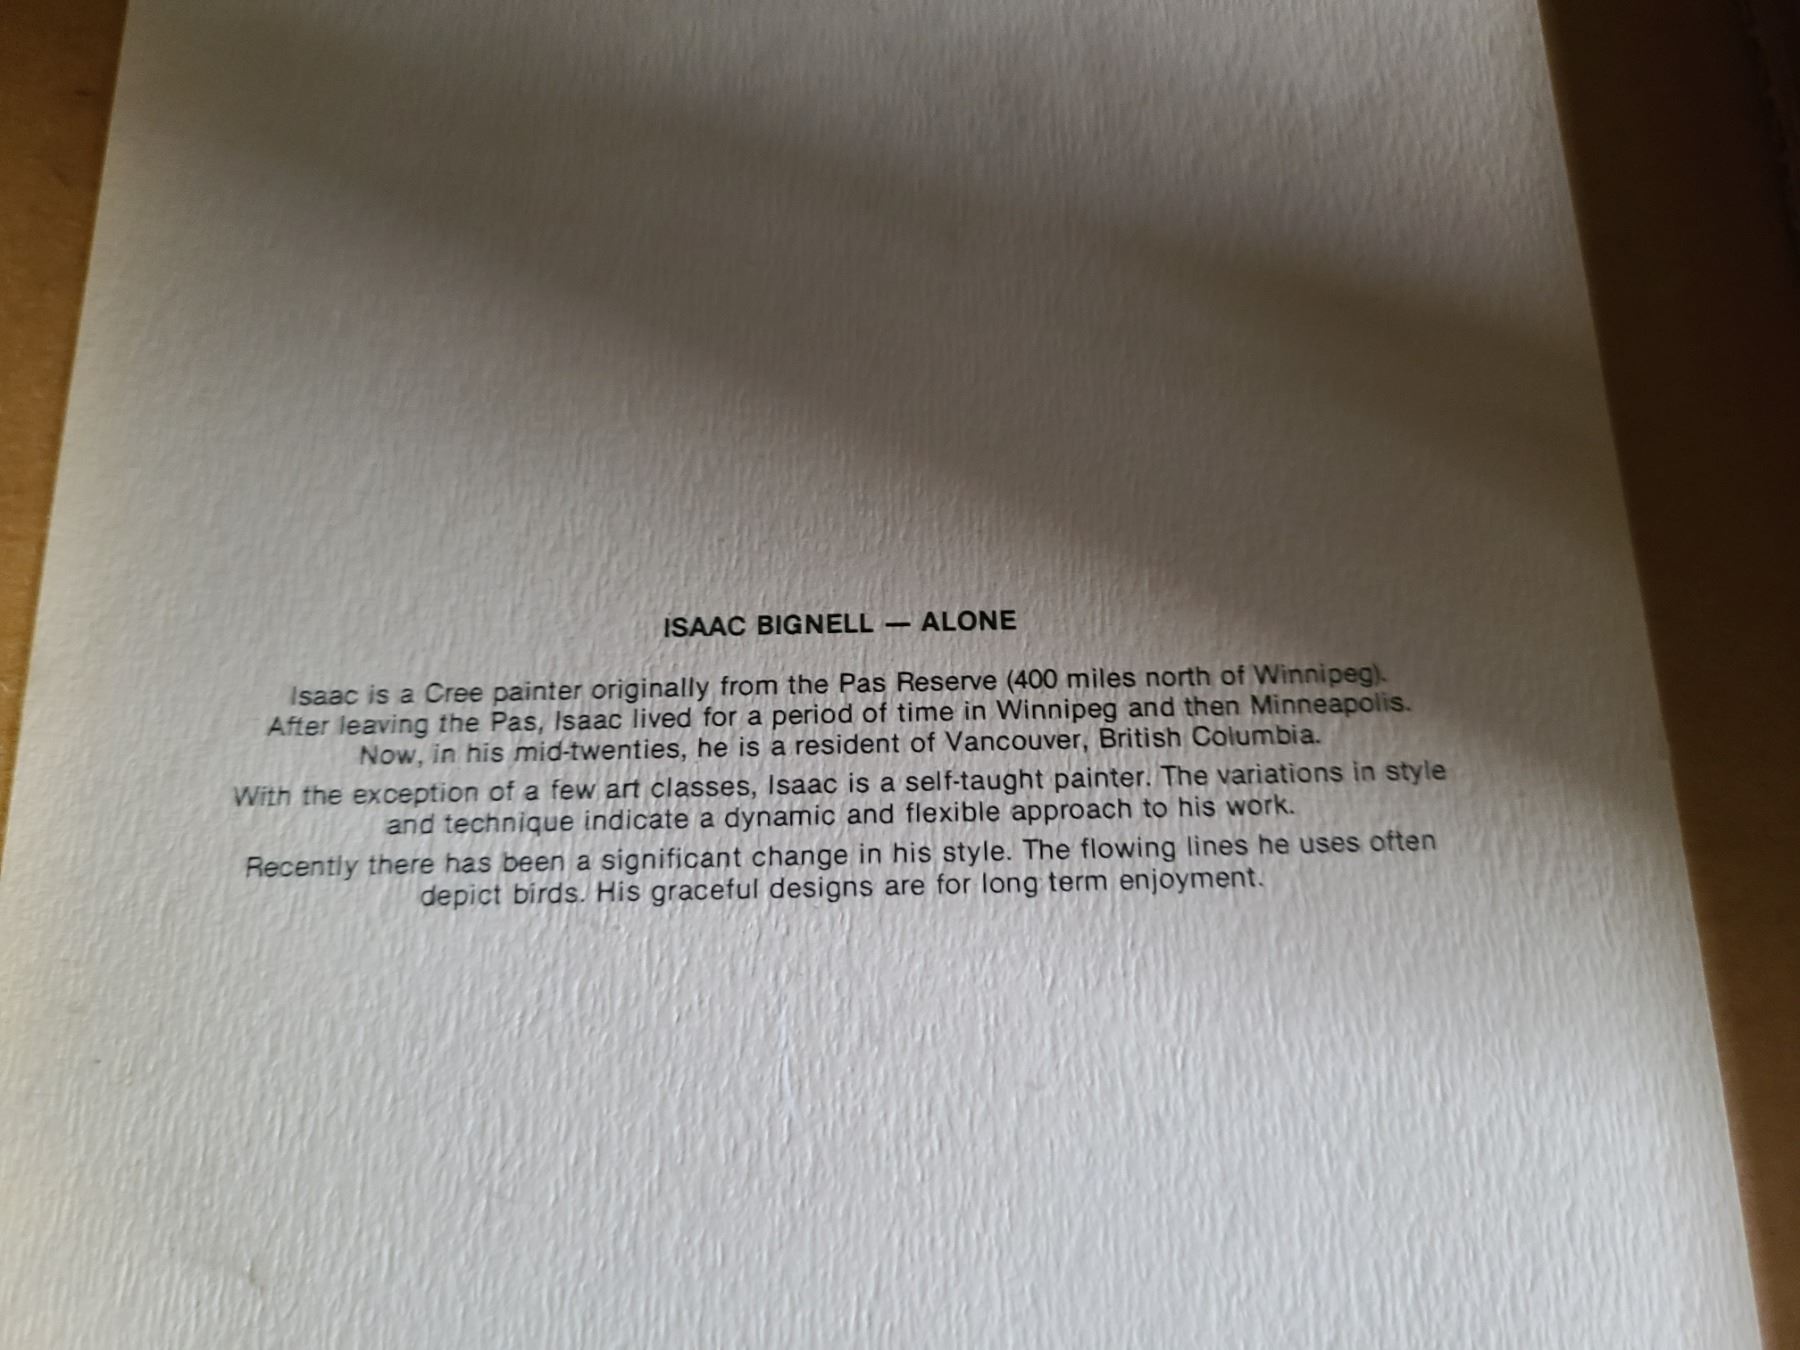 ISAAC BIGNELL — ALONE
Isaac is a Cree painter originally from the Pas Reserve (400 miles north of Winnipeg).
After leaving the Pas, Isaac lived for a period of time in Winnipeg and then Minneapolis.
Now, in his mid-twenties, he is a resident of Vancouver, British Columbia.
With the exception of a few art classes, Isaac is a self-taught painter. The variations in style
and technique indicate a dynamic and flexible approach to his work.
Recently there has been a significant change in his style. The flowing lines he uses often
depict birds. His graceful designs are for long term enjoyment.